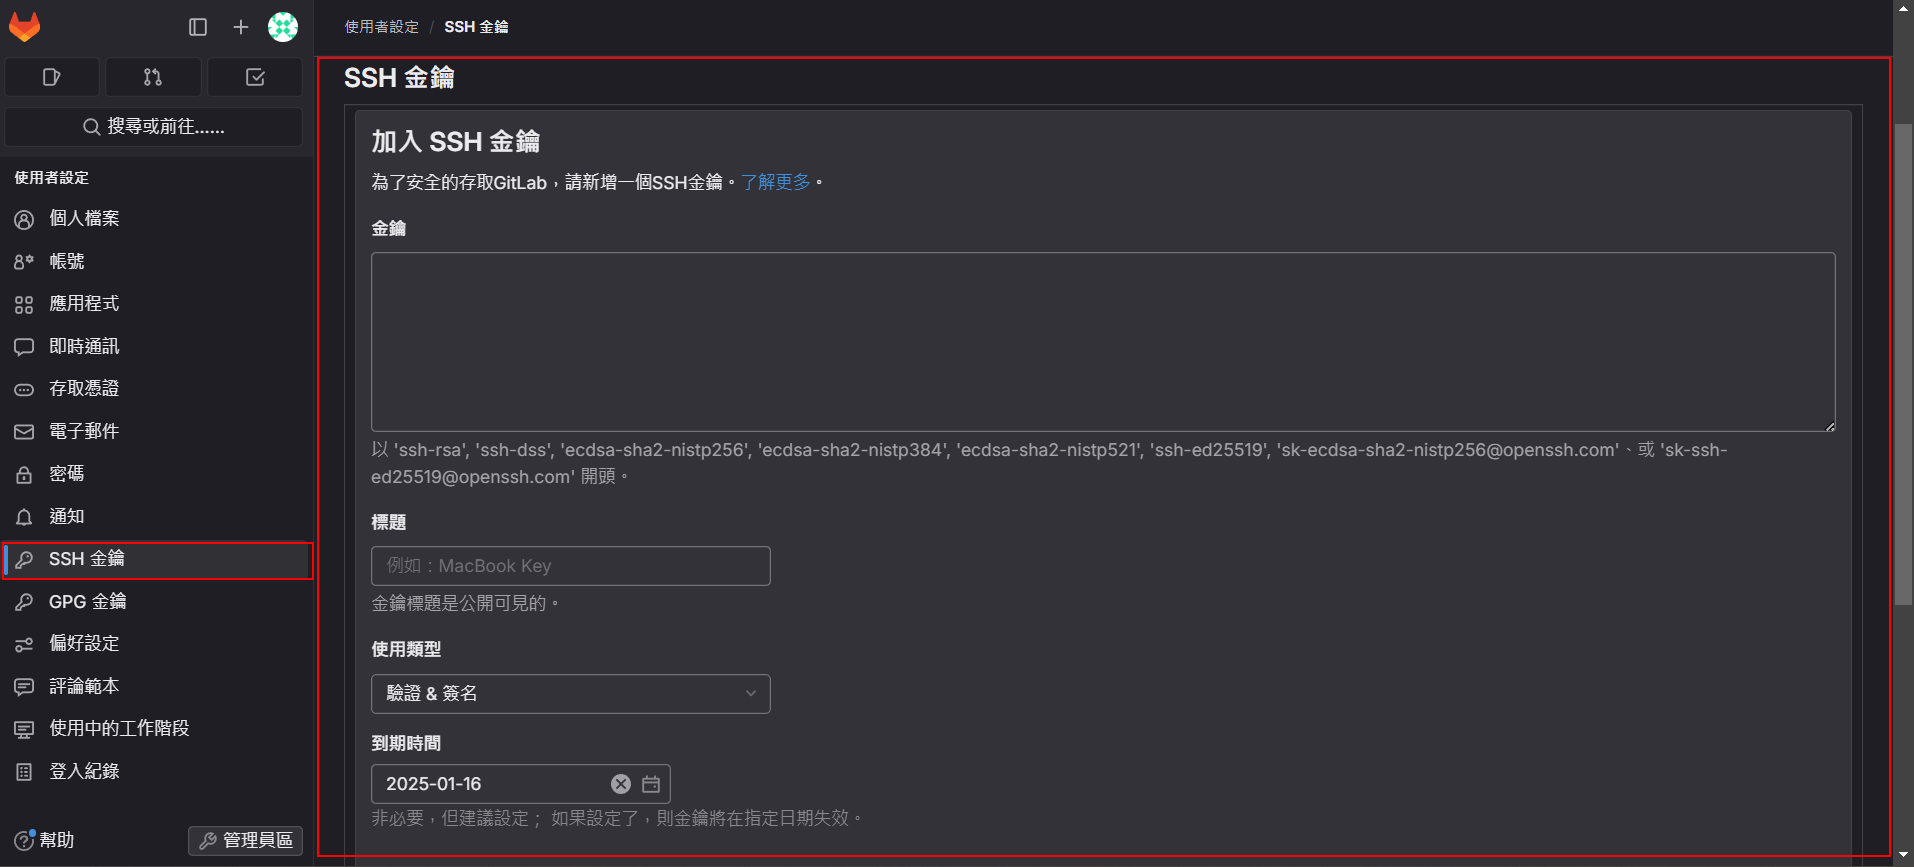 使用者設定 / SSH 金鑰
搜尋或前往......
使用者設定
個人檔案
帳號
應用程式
即時通訊
存取憑證
電子郵件
密碼
通知
SSH 金鑰
GPG 金鑰
偏好設定
評論範本
使用中的工作階段
登入紀錄
幫助
管理員區
SSH 金鑰
加入 SSH 金鑰
為了安全的存取GitLab，請新增一個SSH金鑰。了解更多。
金鑰
以 'ssh-rsa', 'ssh-dss', 'ecdsa-sha2-nistp256', 'ecdsa-sha2-nistp384', 'ecdsa-sha2-nistp521', 'ssh-ed25519', 'sk-ecdsa-sha2-nistp256@openssh.com'、或 'sk-ssh-
ed25519@openssh.com' 開頭。
標題
例如：MacBook Key
金鑰標題是公開可見的。
使用類型
驗證 & 簽名
到期時間
2025-01-16
非必要，但建議設定； 如果設定了，則金鑰將在指定日期失效。